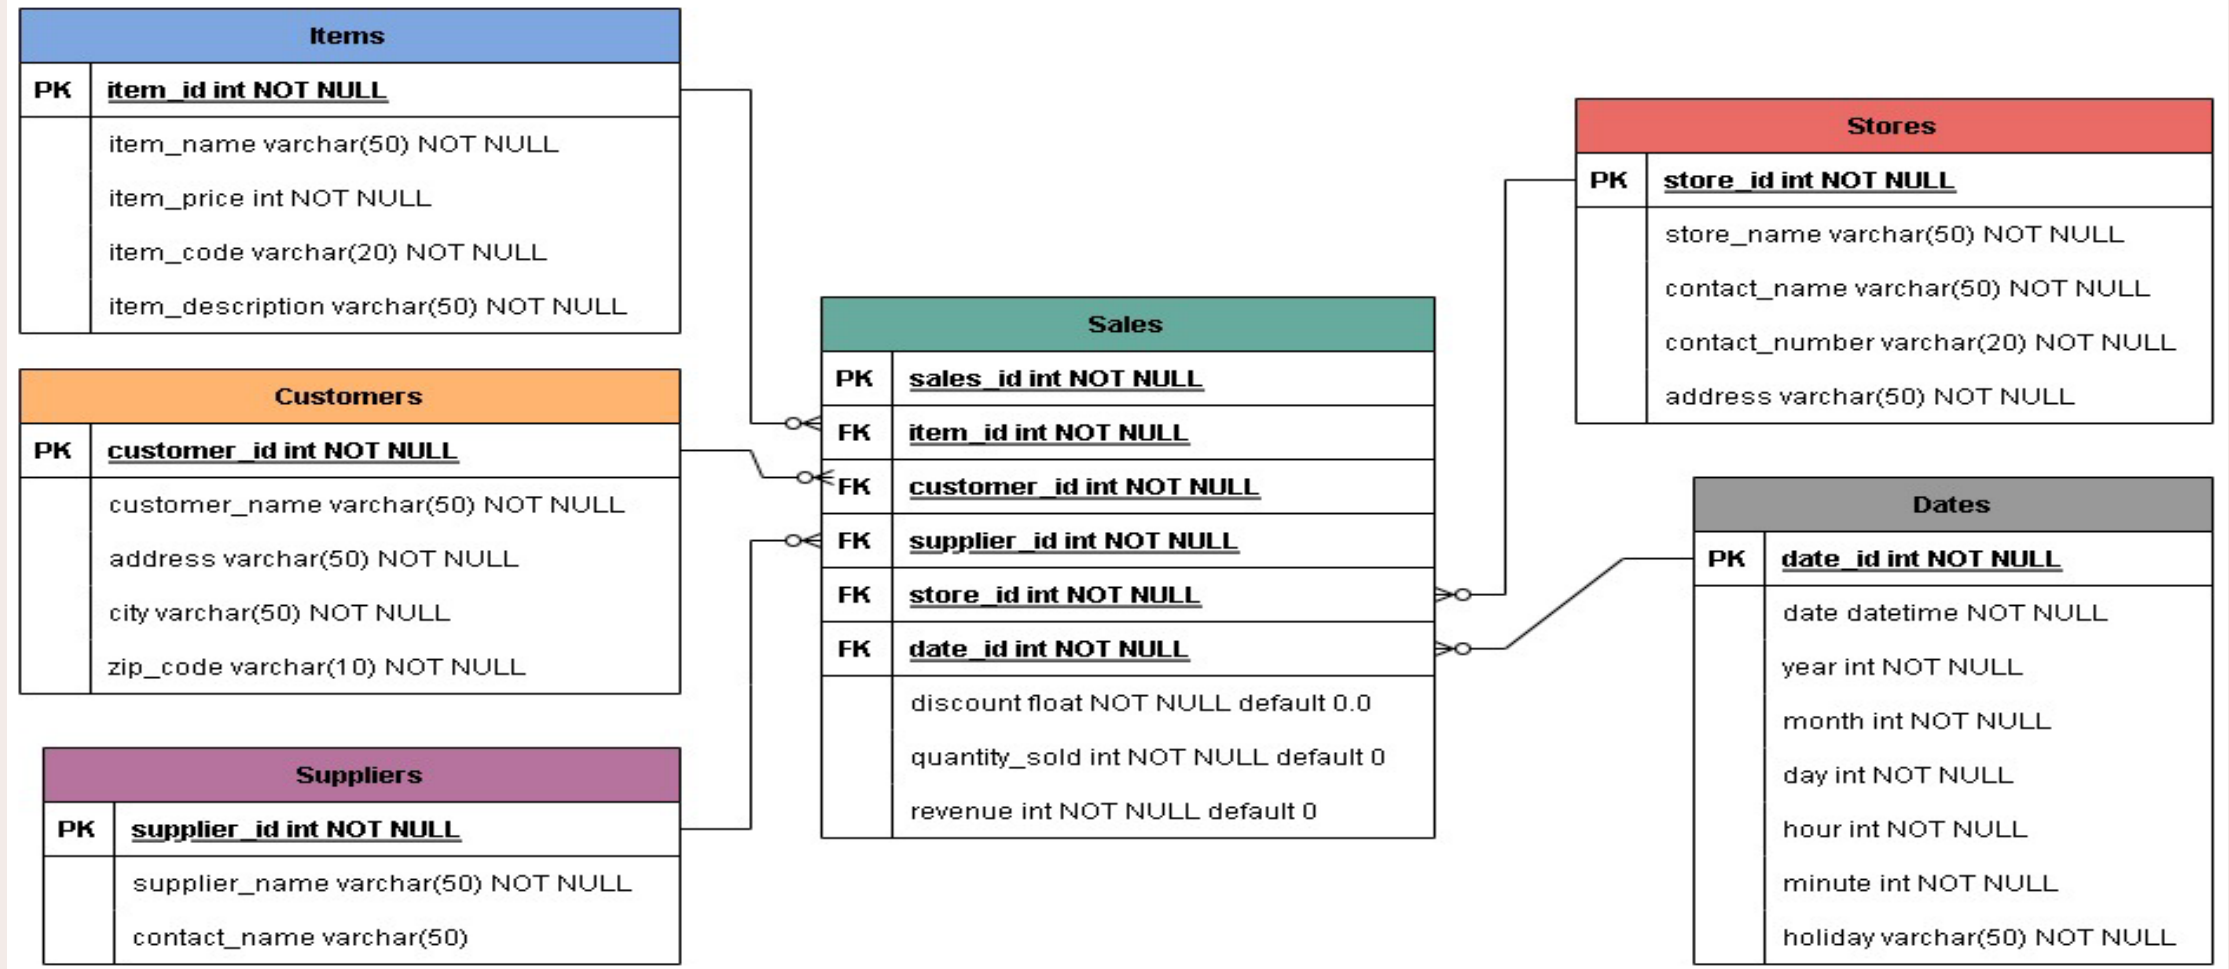 Items
PK item_id int NOT NULL
item_name varchar(50) NOT NULL
item_price int NOT NULL
item_code varchar(20) NOT NULL
item_description varchar(50) NOT NULL
Customers
PK customer_id int NOT NULL
customer_name varchar(50) NOT NULL
address varchar(50) NOT NULL
city varchar(50) NOT NULL
zip_code varchar(10) NOT NULL
Suppliers
PK supplier_id int NOT NULL
supplier_name varchar(50) NOT NULL
contact_name varchar(50)
Sales
PK sales_id int NOT NULL
FK item_id int NOT NULL
FK customer_id int NOT NULL
FK supplier_id int NOT NULL
FK store_id int NOT NULL
FK date_id int NOT NULL
discount float NOT NULL default 0.0
quantity_sold int NOT NULL default 0
revenue int NOT NULL default 0
Stores
PK store_id int NOT NULL
store_name varchar(50) NOT NULL
contact_name varchar(50) NOT NULL
contact_number varchar(20) NOT NULL
address varchar(50) NOT NULL
Dates
PK date_id int NOT NULL
date datetime NOT NULL
year int NOT NULL
month int NOT NULL
day int NOT NULL
hour int NOT NULL
minute int NOT NULL
holiday varchar(50) NOT NULL